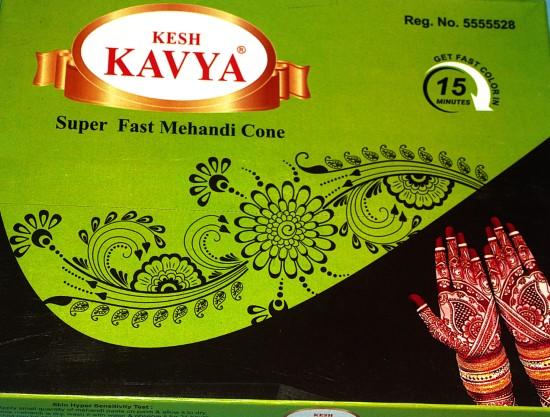 KESH
KAVYA®
Reg. No. 5555528
GET FAST COLOR IN
15
MINUTES
Super Fast Mehandi Cone
Skin Hyper Sensitivity Test :
KESH